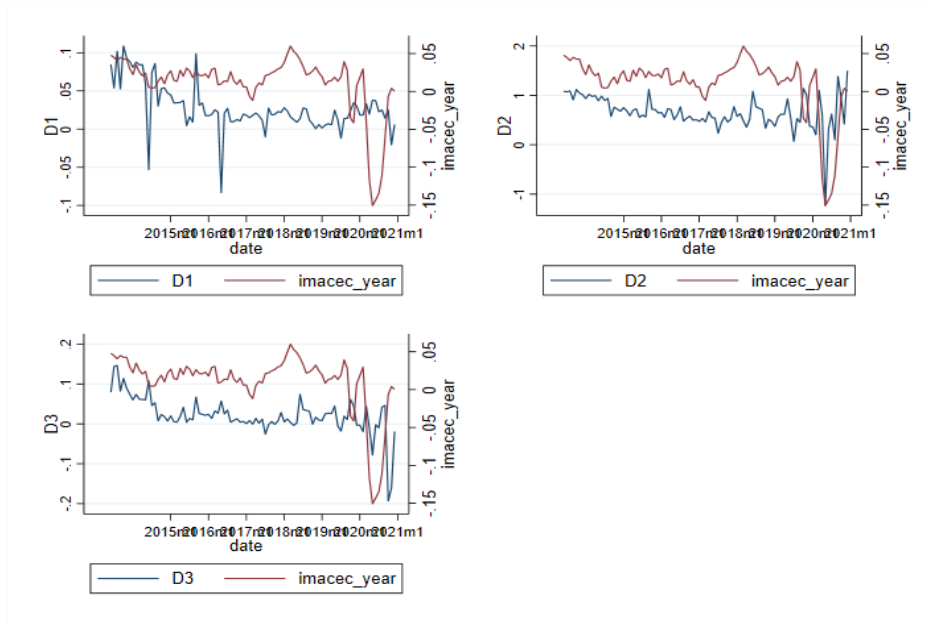 .1
.05
0
-.05
-.1
D1
.05
0
-.05
-.1
-.15
imacec_year
2015m1 2016m1 2017m1 2018m1 2019m1 2020m1 2021m1
date
D1 imacec_year
2
1
0
-1
D2
.05
0
-.05
-.1
-.15
imacec_year
2015m1 2016m1 2017m1 2018m1 2019m1 2020m1 2021m1
date
D2 imacec_year
.2
.1
0
-.1
-.2
D3
.05
0
-.05
-.1
-.15
imacec_year
2015m1 2016m1 2017m1 2018m1 2019m1 2020m1 2021m1
date
D3 imacec_year